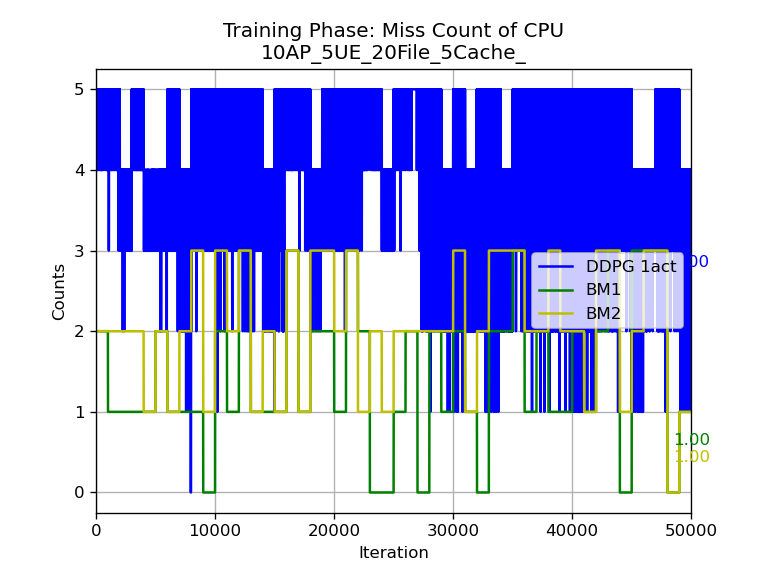 Training Phase: Miss Count of CPU
10AP_5UE_20File_5Cache_
5
4
3
2
1
0
Counts
DDPG 1act
BM1
BM2
00
1.00
1.00
0
10000
20000
30000
40000
50000
Iteration